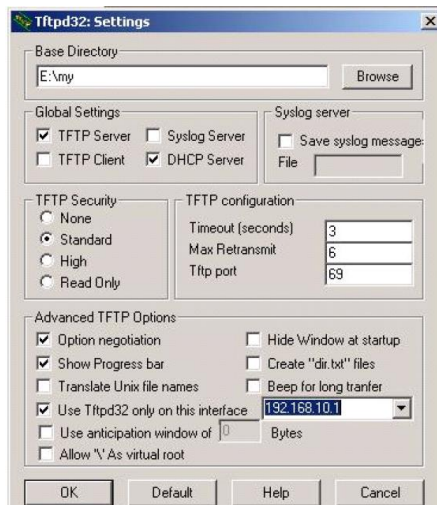 Tftpd32: Settings
Base Directory
E:\my
Browse
Global Settings
TFTP Server
Syslog Server
TFTP Client
DHCP Server
Syslog server
Save syslog message
File
TFTP Security
None
Standard
High
Read Only
TFTP configuration
Timeout (seconds)
3
Max Retransmit
6
Tftp port
69
Advanced TFTP Options
Option negotiation
Hide Window at startup
Show Progress bar
Create "dir.txt" files
Translate Unix file names
Beep for long tranfer
Use Tftpd32 only on this interface
192.168.10.1
Use anticipation window of
0
Bytes
Allow '\' As virtual root
OK
Default
Help
Cancel